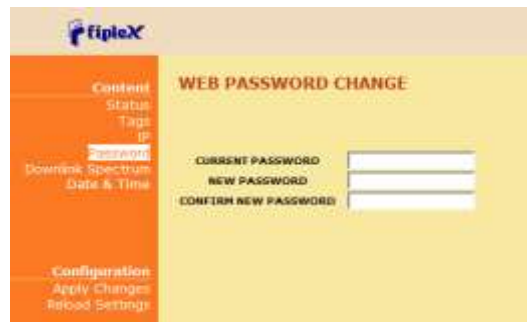 fipleX
Content
Status
Tags
IP
Password
Downlink Spectrum
Date & Time
Configuration
Apply Changes
Reload Settings
WEB PASSWORD CHANGE
CURRENT PASSWORD
NEW PASSWORD
CONFIRM NEW PASSWORD